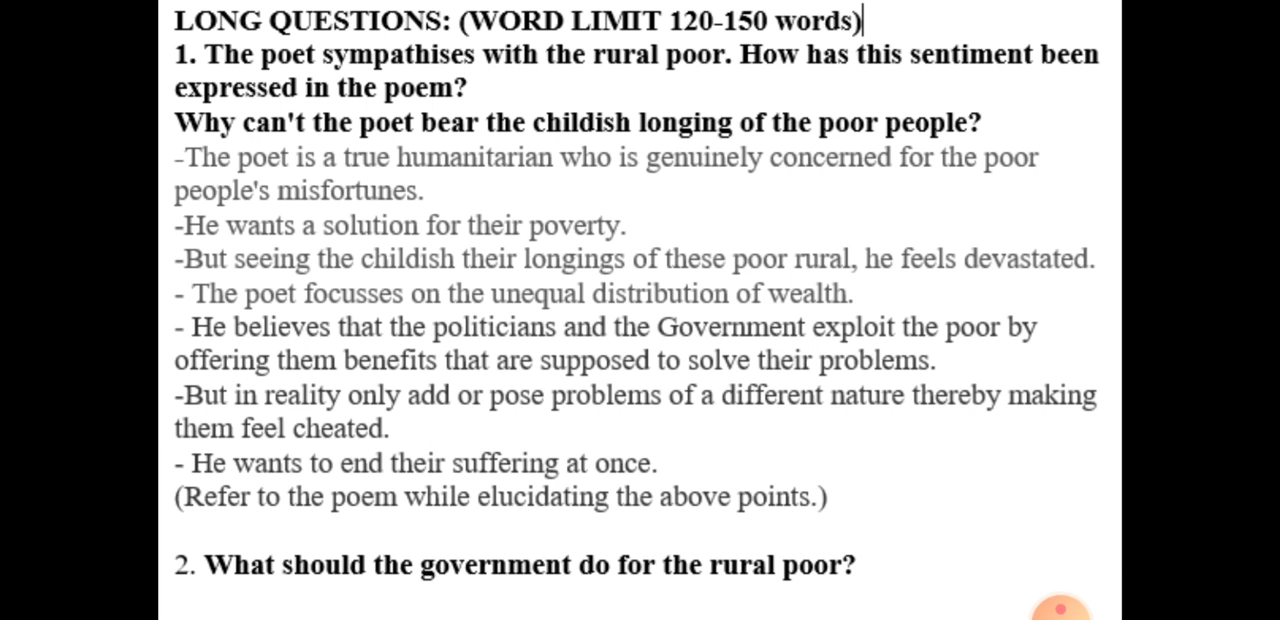 LONG QUESTIONS: (WORD LIMIT 120-150 words)
1. The poet sympathises with the rural poor. How has this sentiment been
expressed in the poem?
Why can't the poet bear the childish longing of the poor people?
-The poet is a true humanitarian who is genuinely concerned for the poor
people's misfortunes.
-He wants a solution for their poverty.
-But seeing the childish their longings of these poor rural, he feels devastated.
- The poet focusses on the unequal distribution of wealth.
- He believes that the politicians and the Government exploit the poor by
offering them benefits that are supposed to solve their problems.
-But in reality only add or pose problems of a different nature thereby making
them feel cheated.
- He wants to end their suffering at once.
(Refer to the poem while elucidating the above points.)
2. What should the government do for the rural poor?